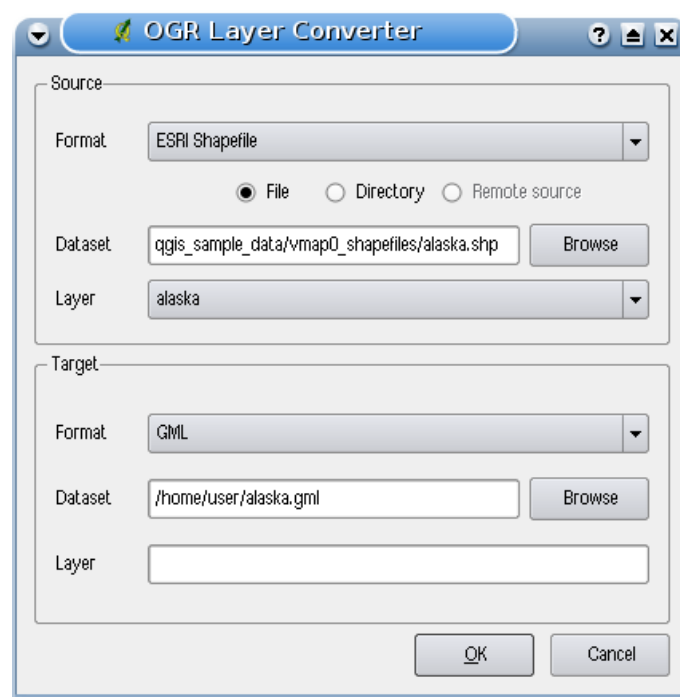 OGR Layer Converter
Source
Format ESRI Shapefile
File Directory Remote source
Dataset qgis_sample_data/vmap0_shapefiles/alaska.shp Browse
Layer alaska
Target
Format GML
Dataset /home/user/alaska.gml Browse
Layer
OK Cancel